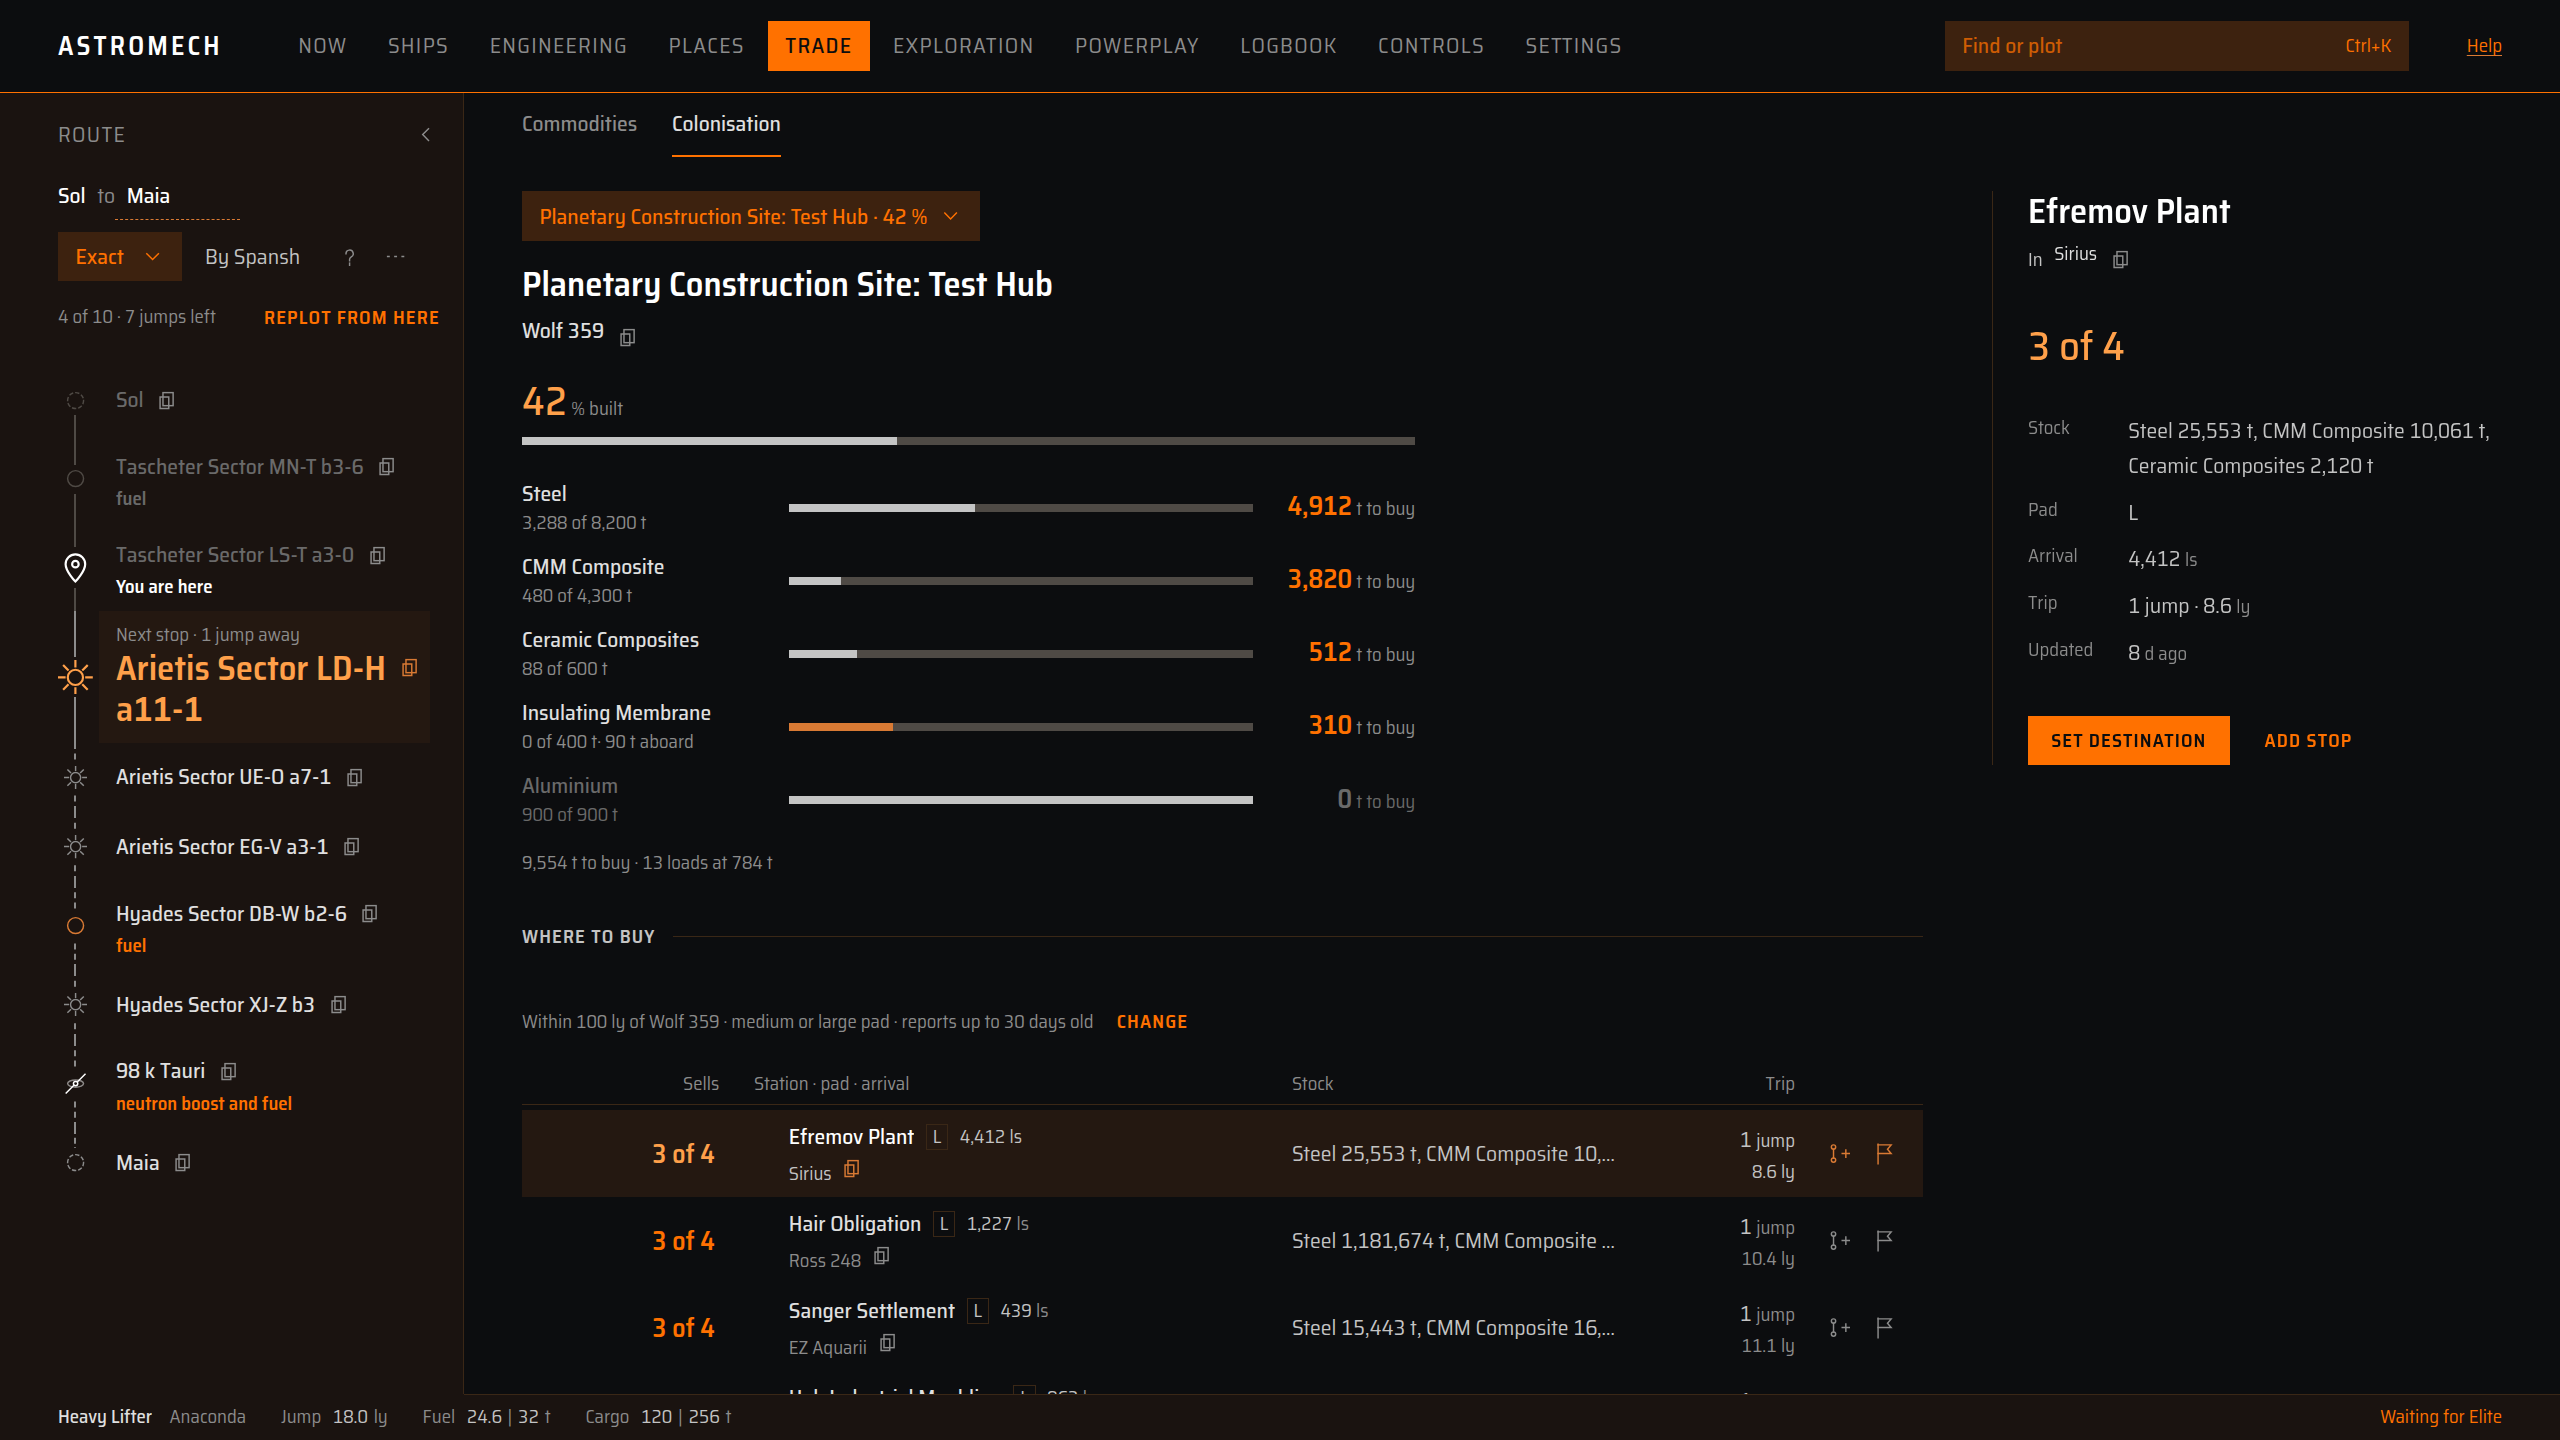 ASTROMECH NOW SHIPS ENGINEERING PLACES TRADE EXPLORATION POWERPLAY LOGBOOK CONTROLS SETTINGS Find or plot Ctrl+K Help
ROUTE
Sol to Maia
Exact By Spansh ? ...
4 of 10 · 7 jumps left REPLOT FROM HERE
Sol
Tascheter Sector MN-T b3-6
fuel
Tascheter Sector LS-T a3-0
You are here
Next stop · 1 jump away
Arietis Sector LD-H
a11-1
Arietis Sector UE-O a7-1
Arietis Sector EG-V a3-1
Hyades Sector DB-W b2-6
fuel
Hyades Sector XJ-Z b3
98 k Tauri
neutron boost and fuel
Maia
Commodities Colonisation
Planetary Construction Site: Test Hub · 42 %
Planetary Construction Site: Test Hub
Wolf 359
42 % built
Steel
3,288 of 8,200 t
4,912 t to buy
CMM Composite
480 of 4,300 t
3,820 t to buy
Ceramic Composites
88 of 600 t
512 t to buy
Insulating Membrane
0 of 400 t · 90 t aboard
310 t to buy
Aluminium
900 of 900 t
0 t to buy
9,554 t to buy · 13 loads at 784 t
WHERE TO BUY
Within 100 ly of Wolf 359 · medium or large pad · reports up to 30 days old CHANGE
Sells Station · pad · arrival Stock Trip
3 of 4 Efremov Plant L 4,412 ls Steel 25,553 t, CMM Composite 10,... 1 jump
Sirius 8.6 ly
3 of 4 Hair Obligation L 1,227 ls Steel 1,181,674 t, CMM Composite ... 1 jump
Ross 248 10.4 ly
3 of 4 Sanger Settlement L 439 ls Steel 15,443 t, CMM Composite 16,... 1 jump
EZ Aquarii 11.1 ly
Efremov Plant
In Sirius
3 of 4
Stock Steel 25,553 t, CMM Composite 10,061 t,
Ceramic Composites 2,120 t
Pad L
Arrival 4,412 ls
Trip 1 jump · 8.6 ly
Updated 8 d ago
SET DESTINATION ADD STOP
Heavy Lifter Anaconda Jump 18.0 ly Fuel 24.6 | 32 t Cargo 120 | 256 t Waiting for Elite